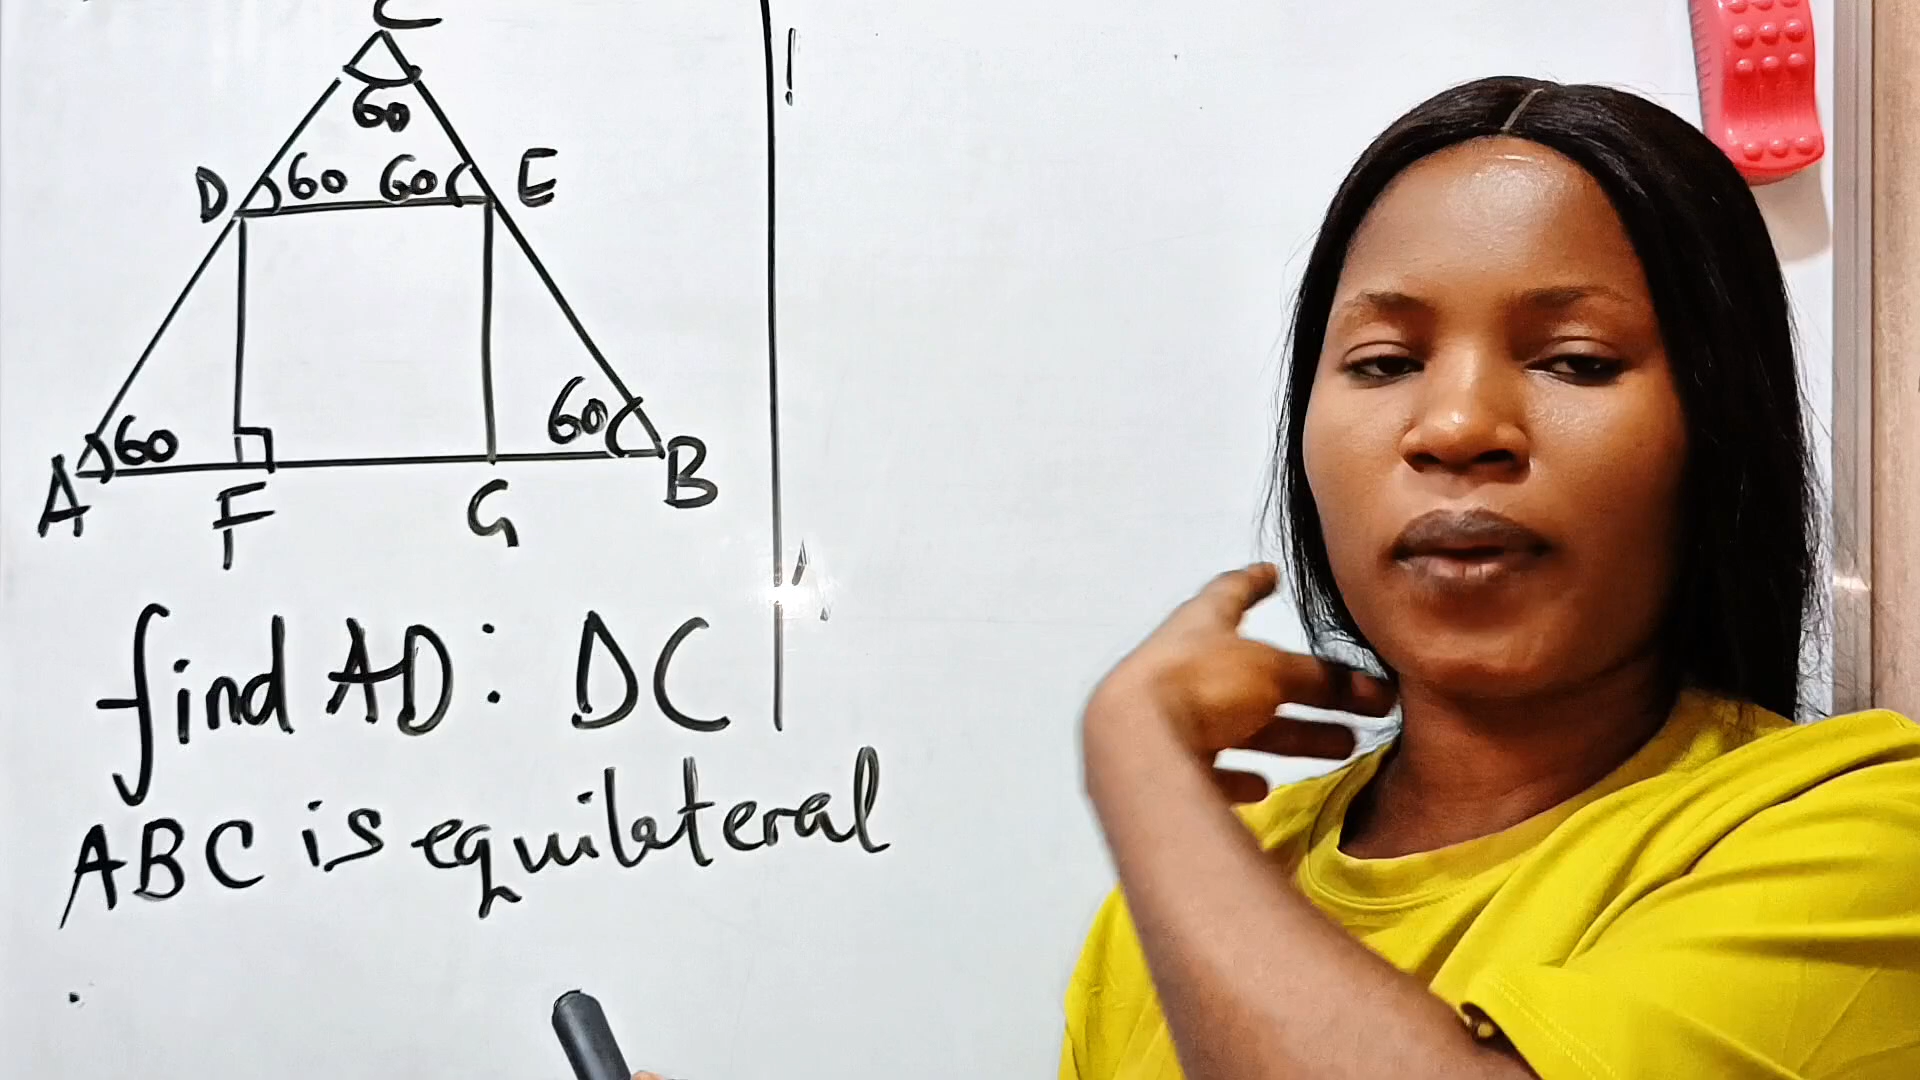 C
60
D 60 60 E
A 60 60 B
F G
find AD: DC
ABC is equilateral